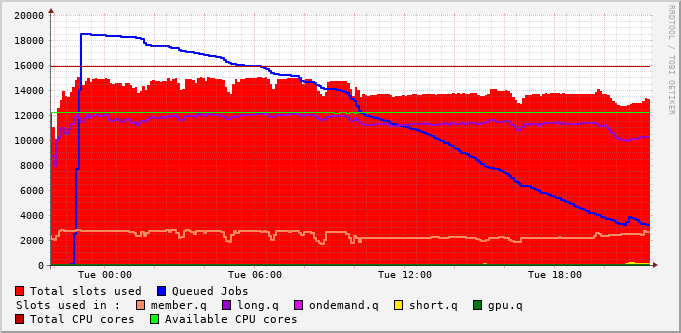 20000
18000
16000
14000
12000
10000
8000
6000
4000
2000
0
Tue 00:00 Tue 06:00 Tue 12:00 Tue 18:00
RRDTOOL / TOBI OETIKER
Total slots used Queued Jobs
Slots used in : member.q long.q ondemand.q short.q gpu.q
Total CPU cores Available CPU cores